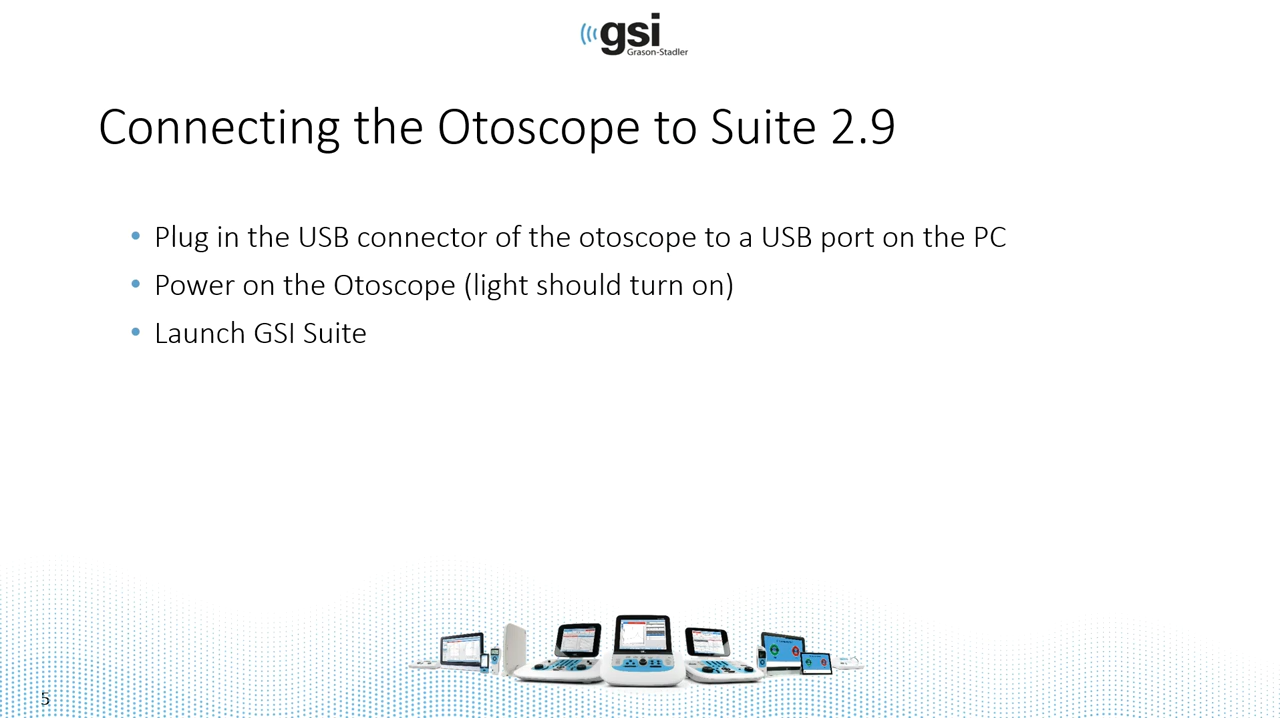 gsi
Grason-Stadler
Connecting the Otoscope to Suite 2.9
• Plug in the USB connector of the otoscope to a USB port on the PC
• Power on the Otoscope (light should turn on)
• Launch GSI Suite
5